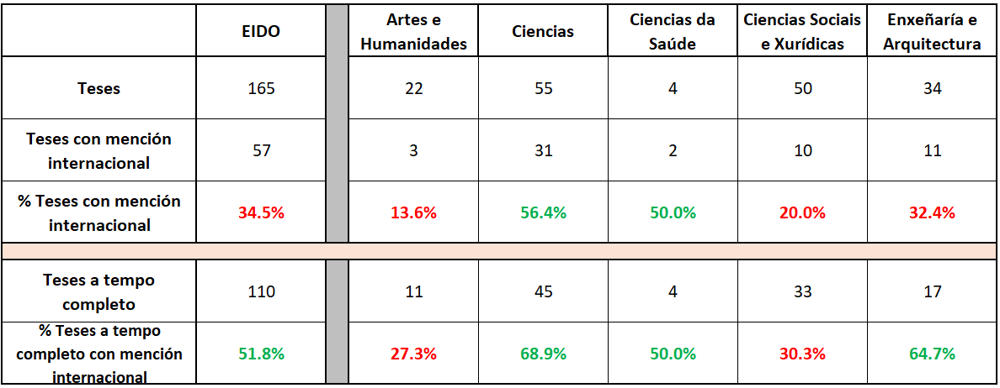 EIDO
Artes e
Humanidades
Ciencias
Ciencias da
Saúde
Ciencias Sociais
e Xurídicas
Enxeñaría e
Arquitectura
Teses
165
22
55
4
50
34
Teses con mención
internacional
57
3
31
2
10
11
% Teses con mención
internacional
34.5%
13.6%
56.4%
50.0%
20.0%
32.4%
Teses a tempo
completo
110
11
45
4
33
17
% Teses a tempo
completo con mención
internacional
51.8%
27.3%
68.9%
50.0%
30.3%
64.7%